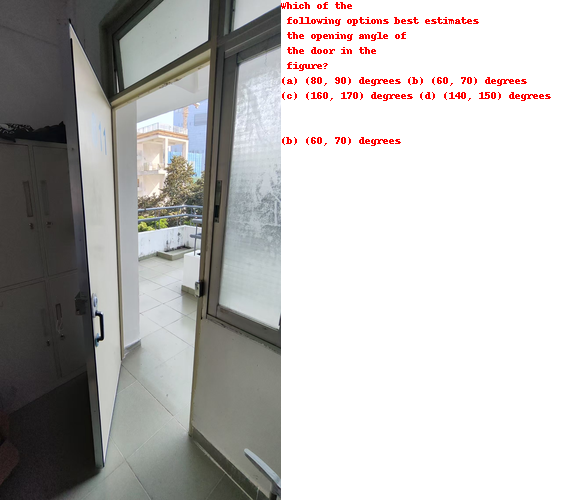 Which of the
following options best estimates
the opening angle of
the door in the
figure?
(a) (80, 90) degrees (b) (60, 70) degrees
(c) (160, 170) degrees (d) (140, 150) degrees
(b) (60, 70) degrees